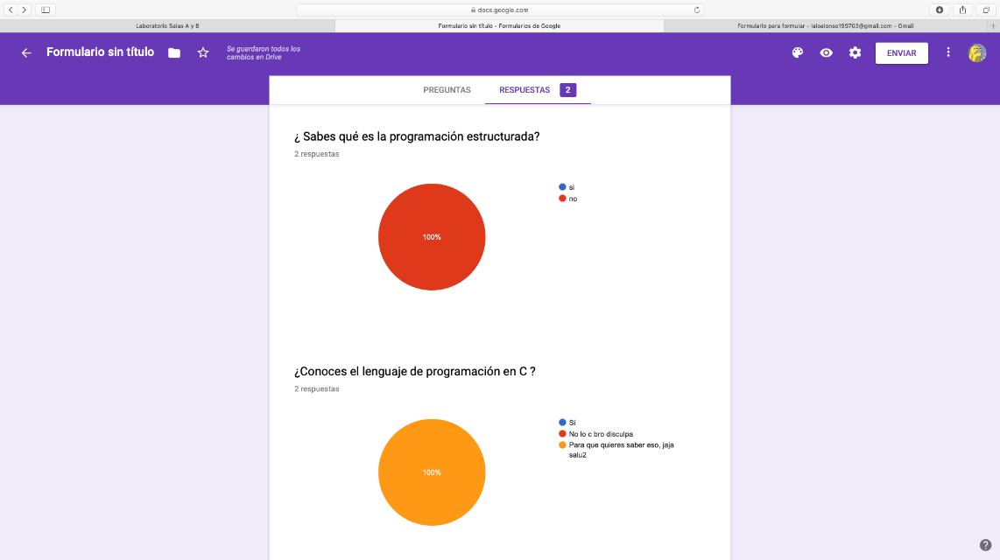 docs.google.com
Laboratorio Salas A y B
Formulario sin título - Formularios de Google
Formulario para formular - laloalonso199703@gmail.com - Gmail
Formulario sin título
Se guardaron todos los
cambios en Drive
ENVIAR
PREGUNTAS
RESPUESTAS 2
¿ Sabes qué es la programación estructurada?
2 respuestas
si
no
100%
¿Conoces el lenguaje de programación en C ?
2 respuestas
Si
No lo c bro disculpa
Para que quieres saber eso, jaja
salu2
100%